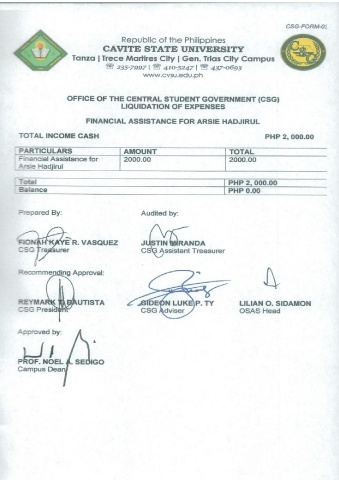 CSG-FORM-0
Republic of the Philippines
CAVITE STATE UNIVERSITY
Tanza | Trece Martires City | Gen. Trias City Campus
☏ 235-7997 | ☏ 410-5247 | ☏ 437-0693
www.cvsu.edu.ph
OFFICE OF THE CENTRAL STUDENT GOVERNMENT (CSG)
LIQUIDATION OF EXPENSES
FINANCIAL ASSISTANCE FOR ARSIE HADJIRUL
TOTAL INCOME CASH PHP 2, 000.00
PARTICULARS AMOUNT TOTAL
Financial Assistance for 2000.00 2000.00
Arsie Hadjirul
Total PHP 2, 000.00
Balance PHP 0.00
Prepared By: Audited by:
FIONAH KAYE R. VASQUEZ JUSTIN MIRANDA
CSG Treasurer CSG Assistant Treasurer
Recommending Approval:
REYMARK T. BAUTISTA GIDEON LUKE P. TY LILIAN O. SIDAMON
CSG President CSG Adviser OSAS Head
Approved by:
PROF. NOEL A. SEDIGO
Campus Dean